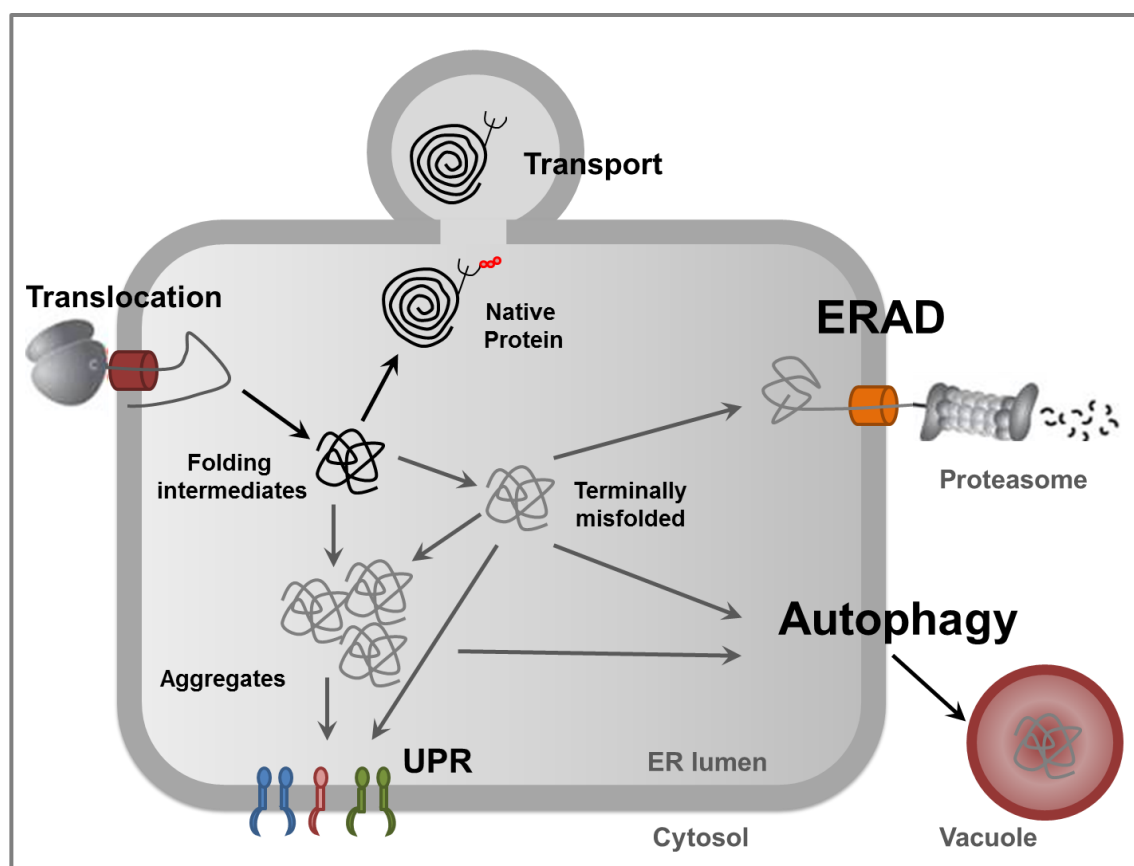 Transport
Translocation
Native
Protein
ERAD
Folding
intermediates
Terminally
misfolded
Proteasome
Autophagy
Aggregates
UPR
ER lumen
Cytosol
Vacuole